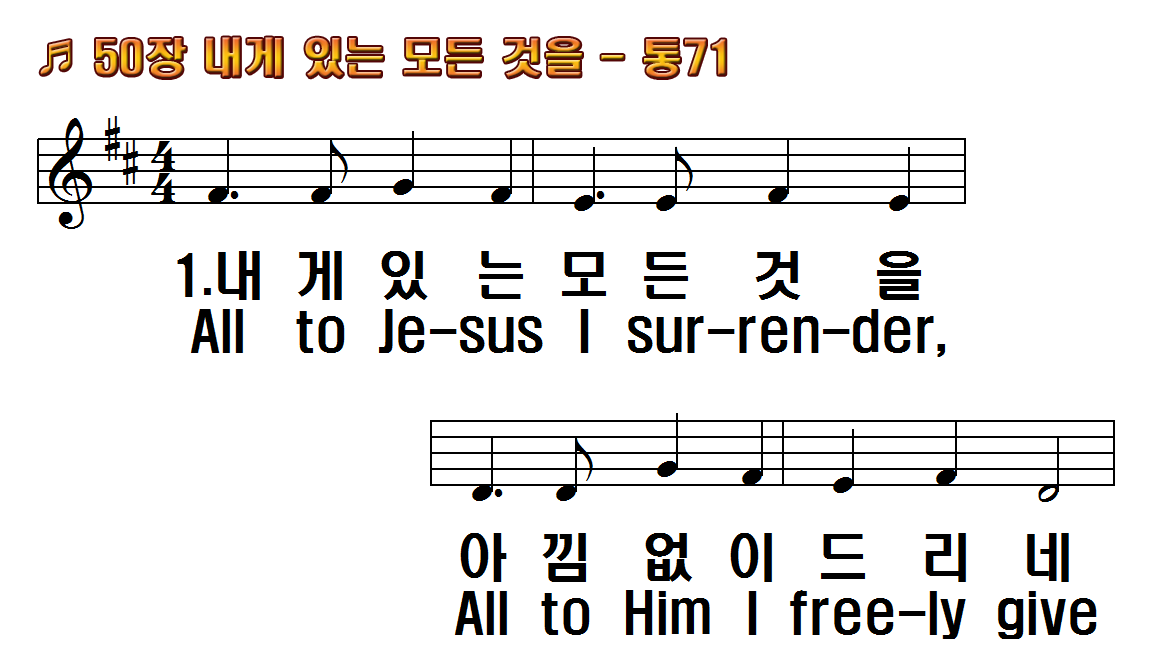 ♬ 50장 내게 있는 모든 것을 - 통71
1.내 게 있 는 모 든 것 을
All to Je-sus I sur-ren-der,
아 낌 없 이 드 리 네
All to Him I free-ly give